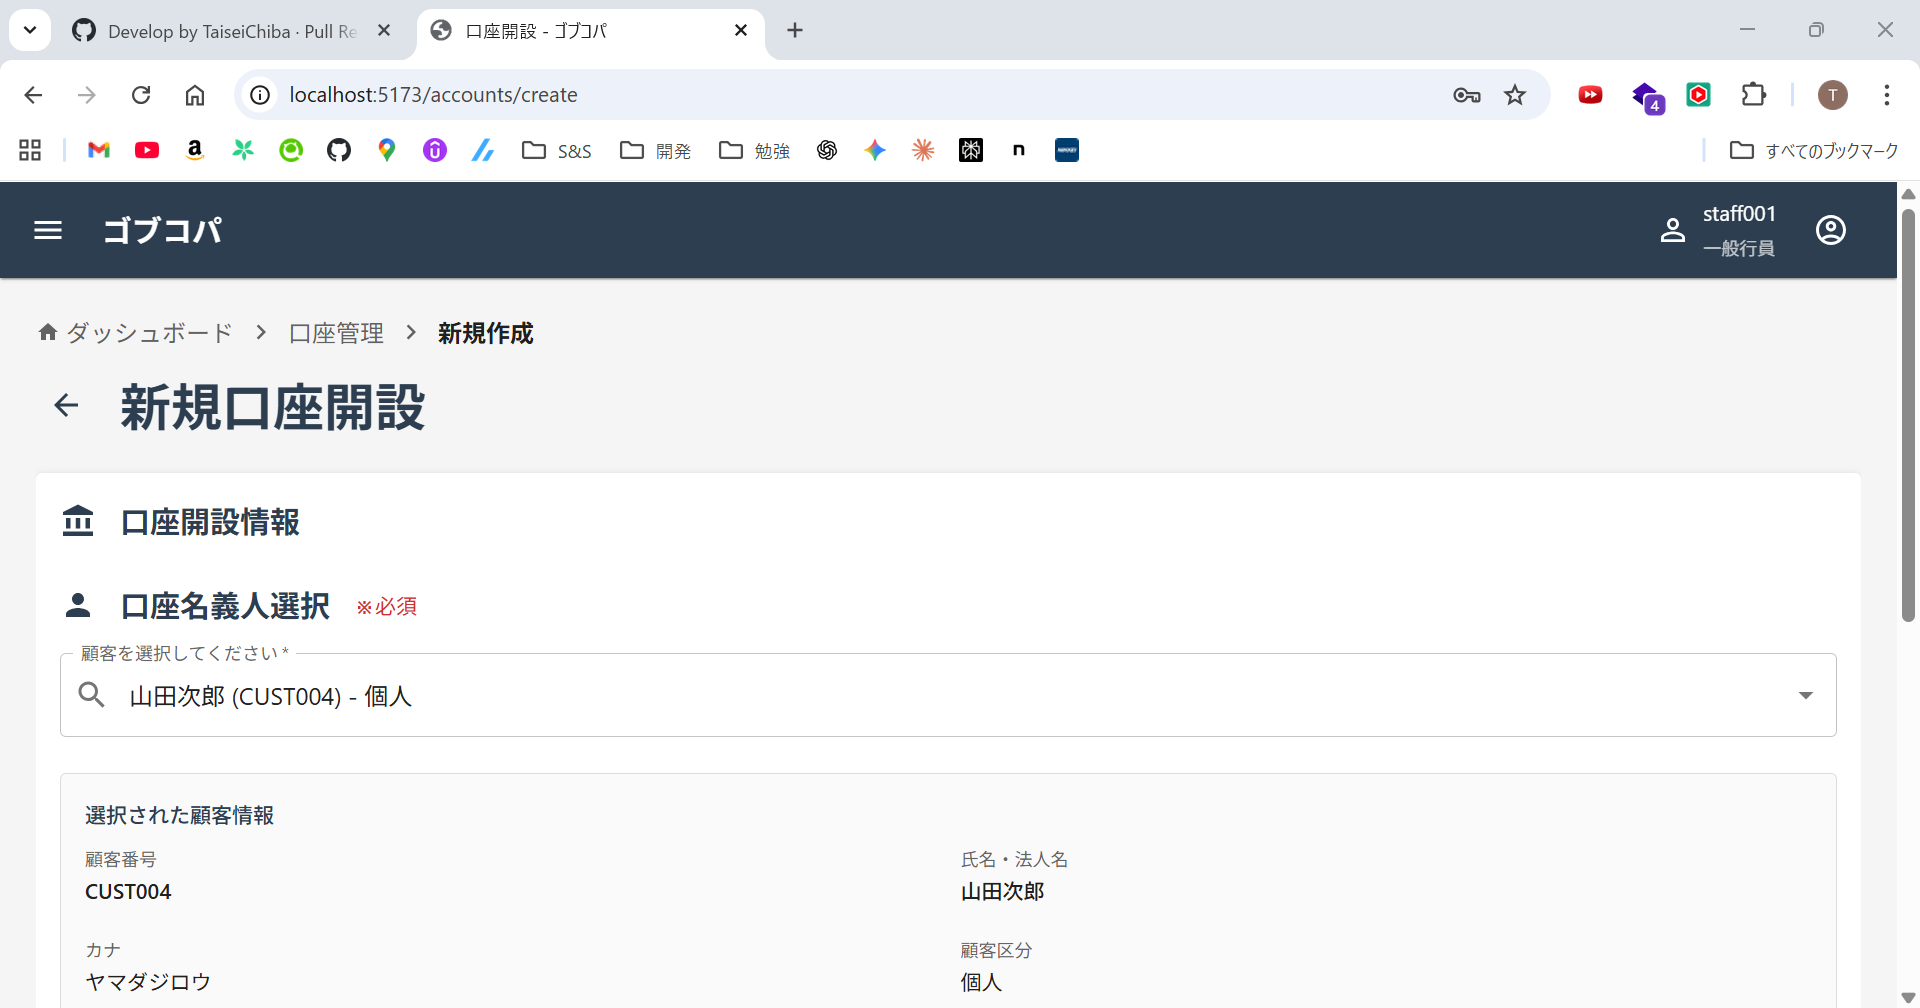 Develop by TaiseiChiba · Pull Re
口座開設 - ゴブコパ
localhost:5173/accounts/create
4
T
S&S
開発
勉強
すべてのブックマーク
ゴブコパ
staff001
一般行員
ダッシュボード
口座管理
新規作成
新規口座開設
口座開設情報
口座名義人選択 ※必須
顧客を選択してください *
山田次郎 (CUST004) - 個人
選択された顧客情報
顧客番号
CUST004
氏名・法人名
山田次郎
カナ
ヤマダジロウ
顧客区分
個人